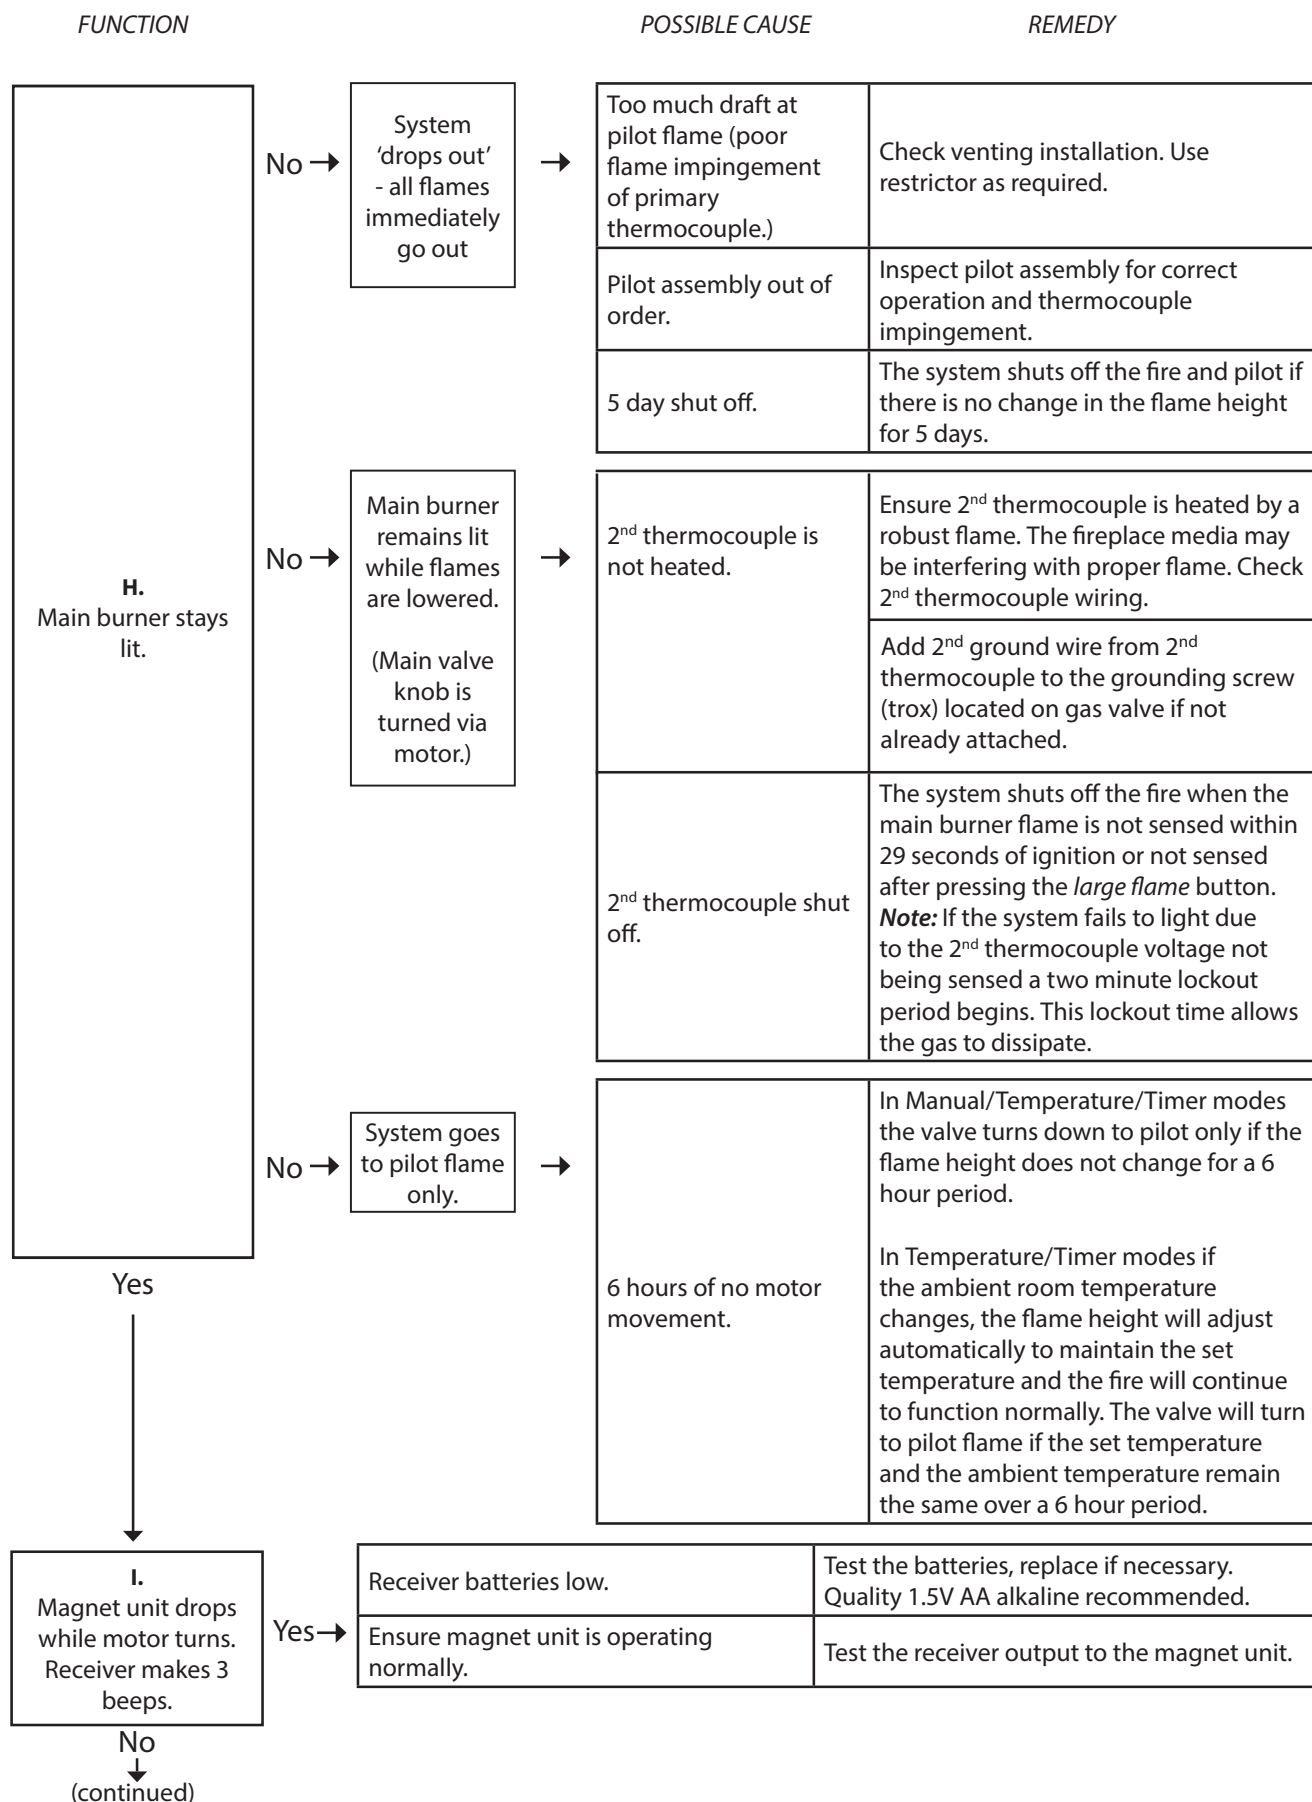 FUNCTION
POSSIBLE CAUSE
REMEDY
H.
Main burner stays
lit.
No
System
'drops out'
- all flames
immediately
go out
Too much draft at
pilot flame (poor
flame impingement
of primary
thermocouple.)
Check venting installation. Use
restrictor as required.
Pilot assembly out of
order.
Inspect pilot assembly for correct
operation and thermocouple
impingement.
5 day shut off.
The system shuts off the fire and pilot if
there is no change in the flame height
for 5 days.
No
Main burner
remains lit
while flames
are lowered.
(Main valve
knob is
turned via
motor.)
2nd thermocouple is
not heated.
Ensure 2nd thermocouple is heated by a
robust flame. The fireplace media may
be interfering with proper flame. Check
2nd thermocouple wiring.
Add 2nd ground wire from 2nd
thermocouple to the grounding screw
(trox) located on gas valve if not
already attached.
2nd thermocouple shut
off.
The system shuts off the fire when the
main burner flame is not sensed within
29 seconds of ignition or not sensed
after pressing the large flame button.
Note: If the system fails to light due
to the 2nd thermocouple voltage not
being sensed a two minute lockout
period begins. This lockout time allows
the gas to dissipate.
No
System goes
to pilot flame
only.
6 hours of no motor
movement.
In Manual/Temperature/Timer modes
the valve turns down to pilot only if the
flame height does not change for a 6
hour period.
In Temperature/Timer modes if
the ambient room temperature
changes, the flame height will adjust
automatically to maintain the set
temperature and the fire will continue
to function normally. The valve will turn
to pilot flame if the set temperature
and the ambient temperature remain
the same over a 6 hour period.
Yes
I.
Magnet unit drops
while motor turns.
Receiver makes 3
beeps.
Yes
Receiver batteries low.
Test the batteries, replace if necessary.
Quality 1.5V AA alkaline recommended.
Ensure magnet unit is operating
normally.
Test the receiver output to the magnet unit.
No
(continued)